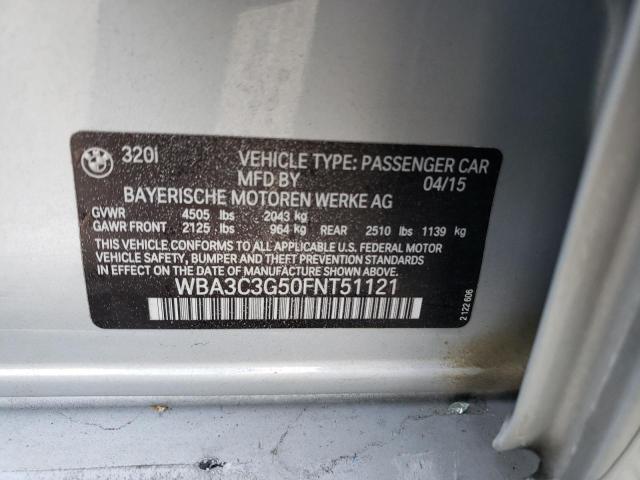 320I VEHICLE TYPE: PASSENGER CAR
MFD BY 04/15
BAYERISCHE MOTOREN WERKE AG
GVWR 4505 lbs 2043 kg
GAWR FRONT 2125 lbs 964 kg REAR 2510 lbs 1139 kg
THIS VEHICLE CONFORMS TO ALL APPLICABLE U.S. FEDERAL MOTOR
VEHICLE SAFETY, BUMPER AND THEFT PREVENTION STANDARDS
IN EFFECT ON THE DATE OF MANUFACTURE SHOWN ABOVE.
WBA3C3G50FNT51121
2 122 606